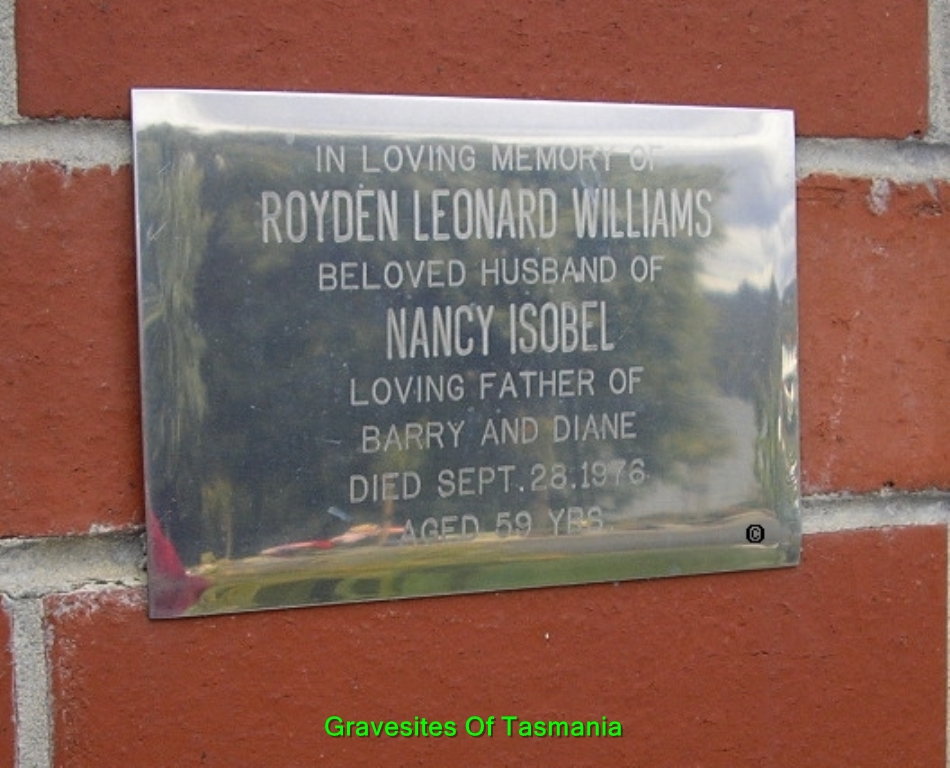 IN LOVING MEMORY OF
ROYDEN LEONARD WILLIAMS
BELOVED HUSBAND OF
NANCY ISOBEL
LOVING FATHER OF
BARRY AND DIANE
DIED SEPT.28.1976
AGED 59 YRS.
©
Gravesites Of Tasmania